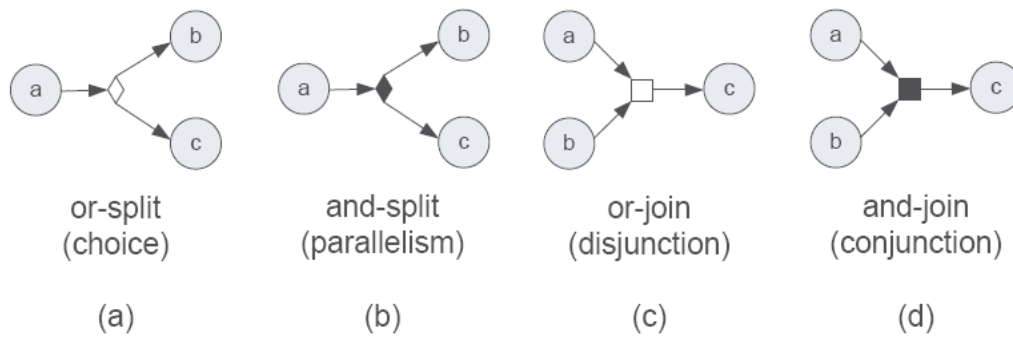 a
b
c
or-split
(choice)
(a)
a
b
c
and-split
(parallelism)
(b)
a
b
c
or-join
(disjunction)
(c)
a
b
c
and-join
(conjunction)
(d)